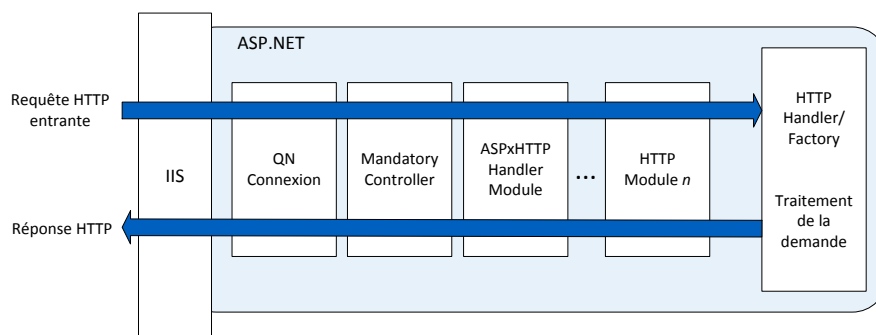 ASP.NET
Requête HTTP
entrante
IIS
QN
Connexion
Mandatory
Controller
ASPxHTTP
Handler
Module
...
HTTP
Module n
HTTP
Handler/
Factory
Traitement
de la
demande
Réponse HTTP